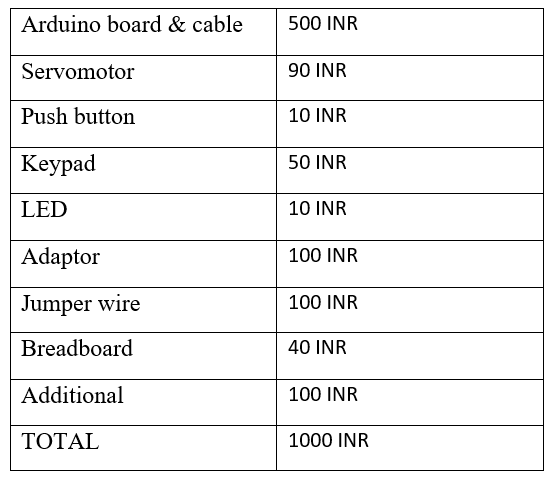 Arduino board & cable 500 INR
Servomotor 90 INR
Push button 10 INR
Keypad 50 INR
LED 10 INR
Adaptor 100 INR
Jumper wire 100 INR
Breadboard 40 INR
Additional 100 INR
TOTAL 1000 INR